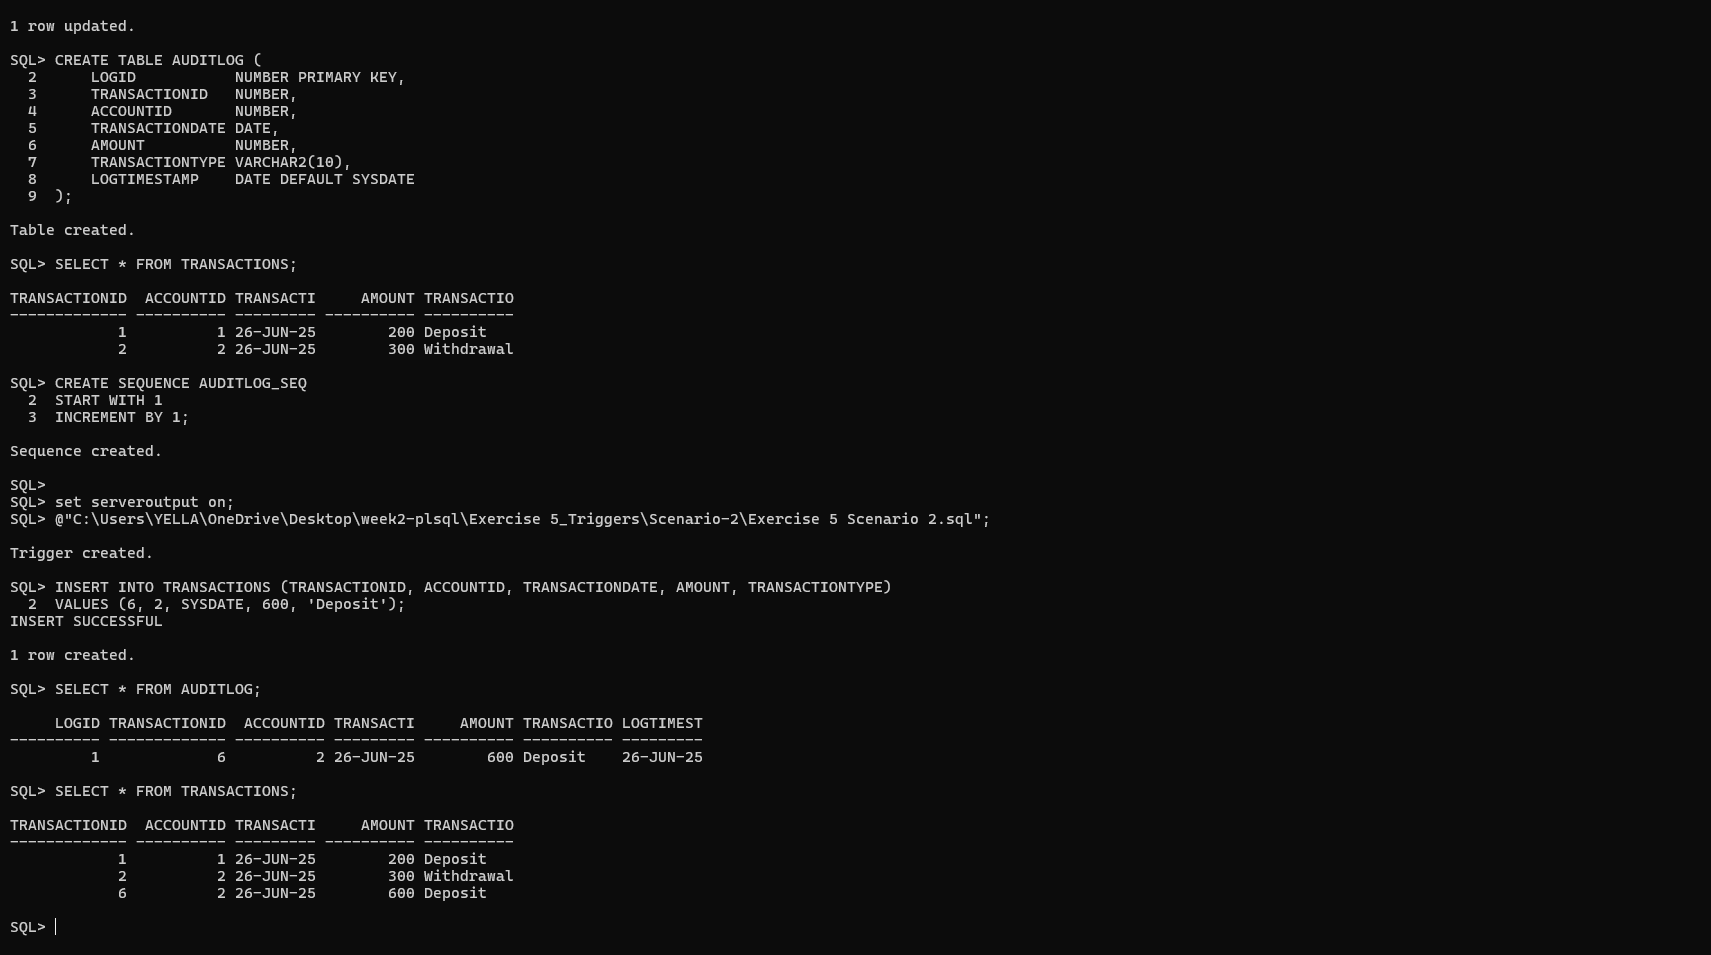 1 row updated.
SQL> CREATE TABLE AUDITLOG (
  2      LOGID           NUMBER PRIMARY KEY,
  3      TRANSACTIONID   NUMBER,
  4      ACCOUNTID       NUMBER,
  5      TRANSACTIONDATE DATE,
  6      AMOUNT          NUMBER,
  7      TRANSACTIONTYPE VARCHAR2(10),
  8      LOGTIMESTAMP    DATE DEFAULT SYSDATE
  9  );
Table created.
SQL> SELECT * FROM TRANSACTIONS;
TRANSACTIONID  ACCOUNTID TRANSACTI     AMOUNT TRANSACTIO
------------- ---------- --------- ---------- ----------
            1          1 26-JUN-25        200 Deposit
            2          2 26-JUN-25        300 Withdrawal
SQL> CREATE SEQUENCE AUDITLOG_SEQ
  2  START WITH 1
  3  INCREMENT BY 1;
Sequence created.
SQL>
SQL> set serveroutput on;
SQL> @"C:\Users\YELLA\OneDrive\Desktop\week2-plsql\Exercise 5_Triggers\Scenario-2\Exercise 5 Scenario 2.sql";
Trigger created.
SQL> INSERT INTO TRANSACTIONS (TRANSACTIONID, ACCOUNTID, TRANSACTIONDATE, AMOUNT, TRANSACTIONTYPE)
  2  VALUES (6, 2, SYSDATE, 600, 'Deposit');
INSERT SUCCESSFUL
1 row created.
SQL> SELECT * FROM AUDITLOG;
     LOGID TRANSACTIONID  ACCOUNTID TRANSACTI     AMOUNT TRANSACTIO LOGTIMEST
---------- ------------- ---------- --------- ---------- ---------- ---------
         1             6          2 26-JUN-25        600 Deposit    26-JUN-25
SQL> SELECT * FROM TRANSACTIONS;
TRANSACTIONID  ACCOUNTID TRANSACTI     AMOUNT TRANSACTIO
------------- ---------- --------- ---------- ----------
            1          1 26-JUN-25        200 Deposit
            2          2 26-JUN-25        300 Withdrawal
            6          2 26-JUN-25        600 Deposit
SQL>